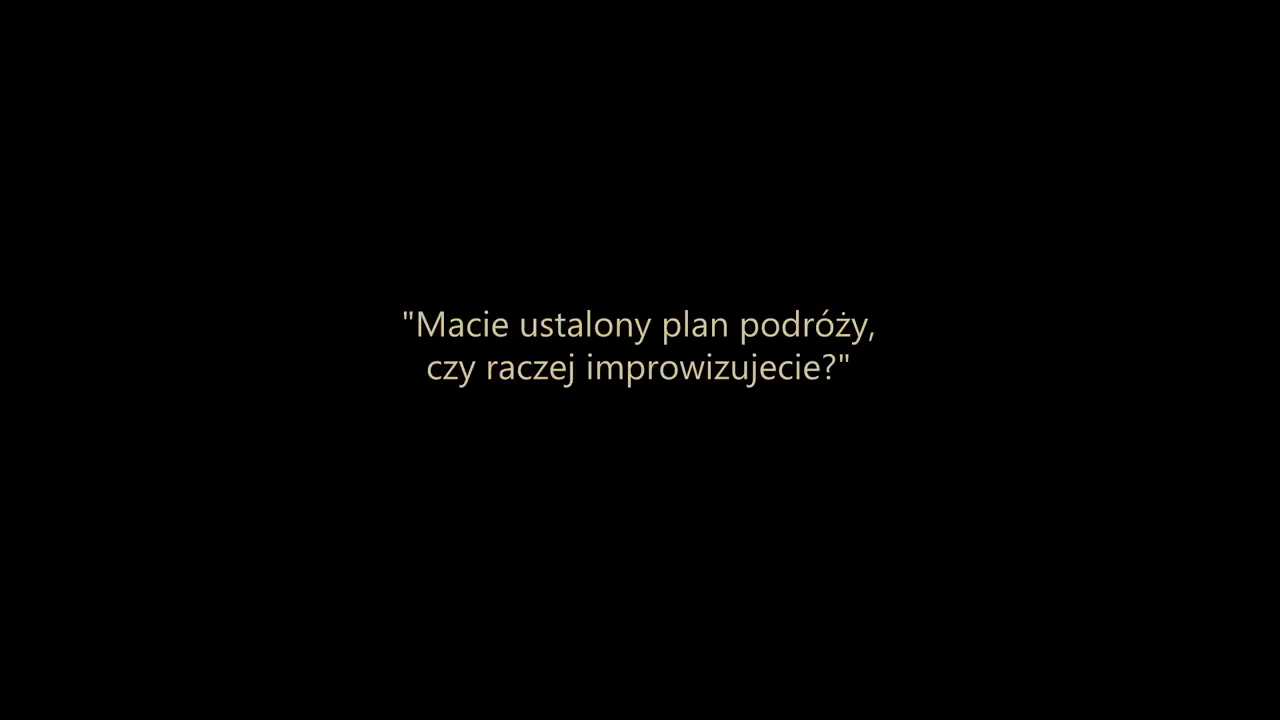 "Macie ustalony plan podróży,
czy raczej improwizujecie?"